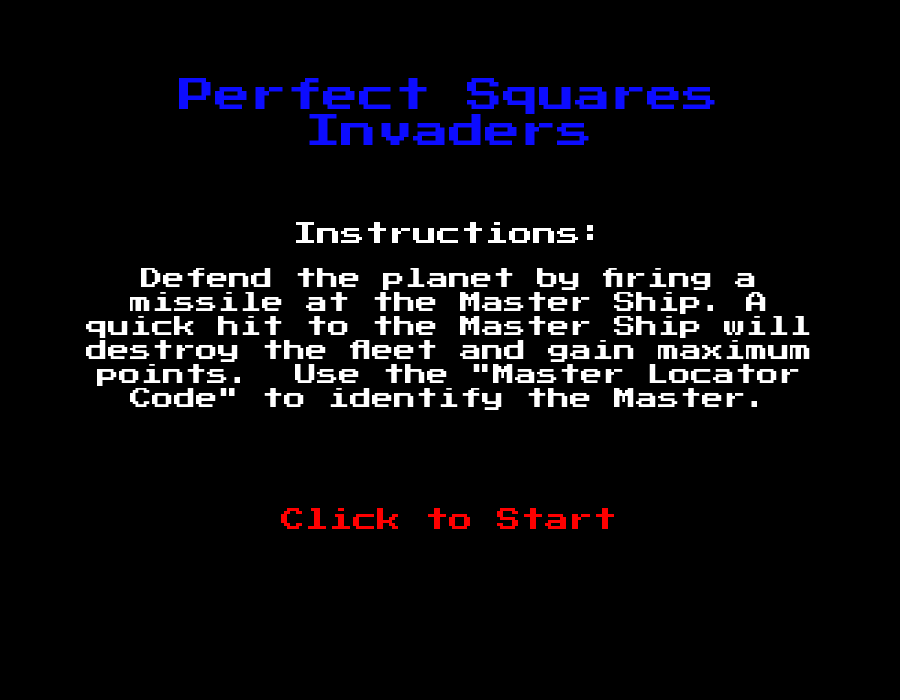 Perfect Squares
Invaders
Instructions:
Defend the planet by firing a
missile at the Master Ship. A
quick hit to the Master Ship will
destroy the fleet and gain maximum
points.  Use the "Master Locator
Code" to identify the Master.
Click to Start